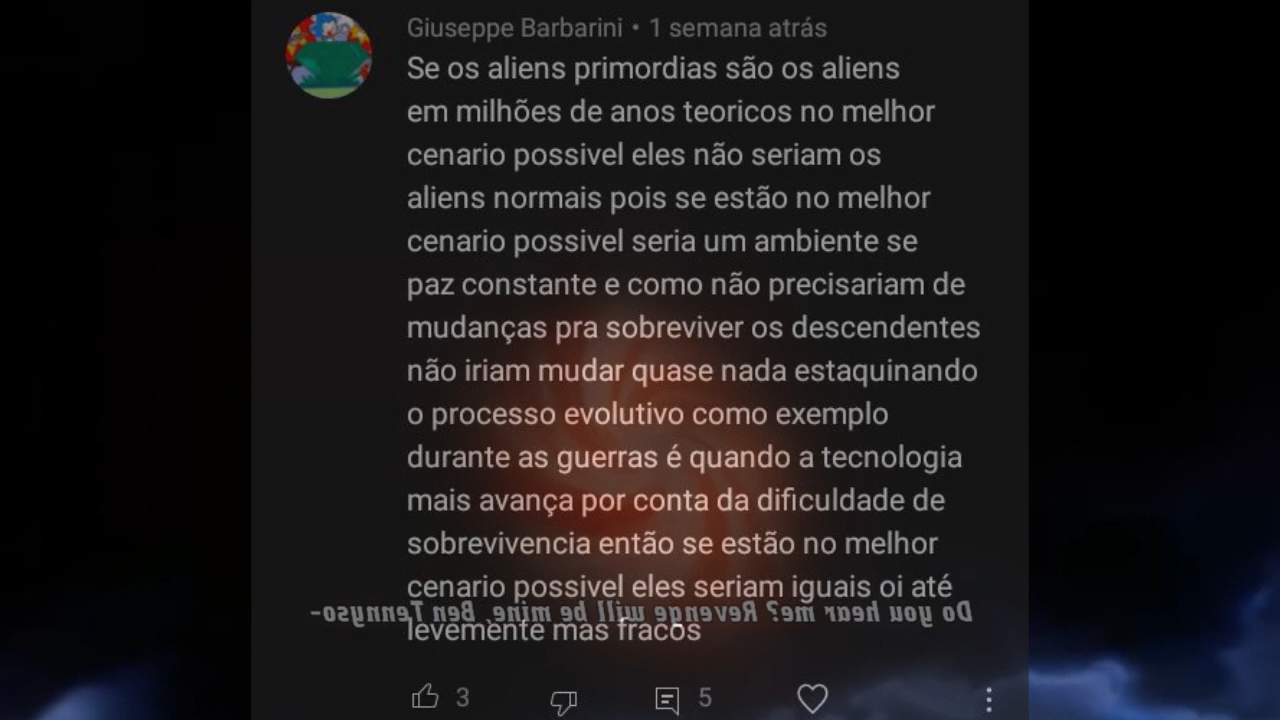 Giuseppe Barbarini • 1 semana atrás
Se os aliens primordias são os aliens
em milhões de anos teoricos no melhor
cenario possivel eles não seriam os
aliens normais pois se estão no melhor
cenario possivel seria um ambiente se
paz constante e como não precisariam de
mudanças pra sobreviver os descendentes
não iriam mudar quase nada estaquinando
o processo evolutivo como exemplo
durante as guerras é quando a tecnologia
mais avança por conta da dificuldade de
sobrevivencia então se estão no melhor
cenario possivel eles seriam iguais oi até
Do you hear me? Revenge will be mine, Ben Tennyson-
levemente mas fracos
3 5